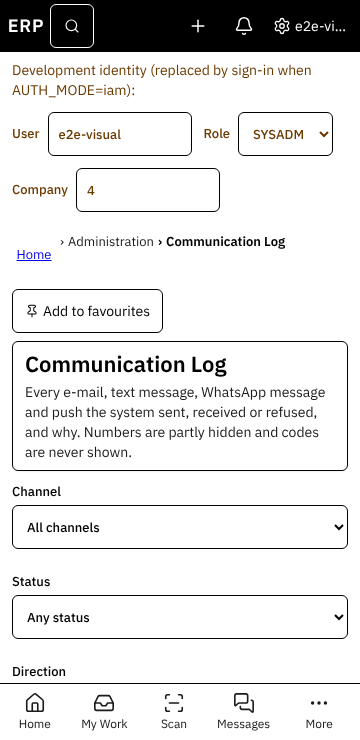 ERP e2e-vi...
Development identity (replaced by sign-in when
AUTH_MODE=iam):
User e2e-visual Role SYSADM
Company 4
Home › Administration › Communication Log
Add to favourites
Communication Log
Every e-mail, text message, WhatsApp message
and push the system sent, received or refused,
and why. Numbers are partly hidden and codes
are never shown.
Channel
All channels
Status
Any status
Direction
Home My Work Scan Messages More